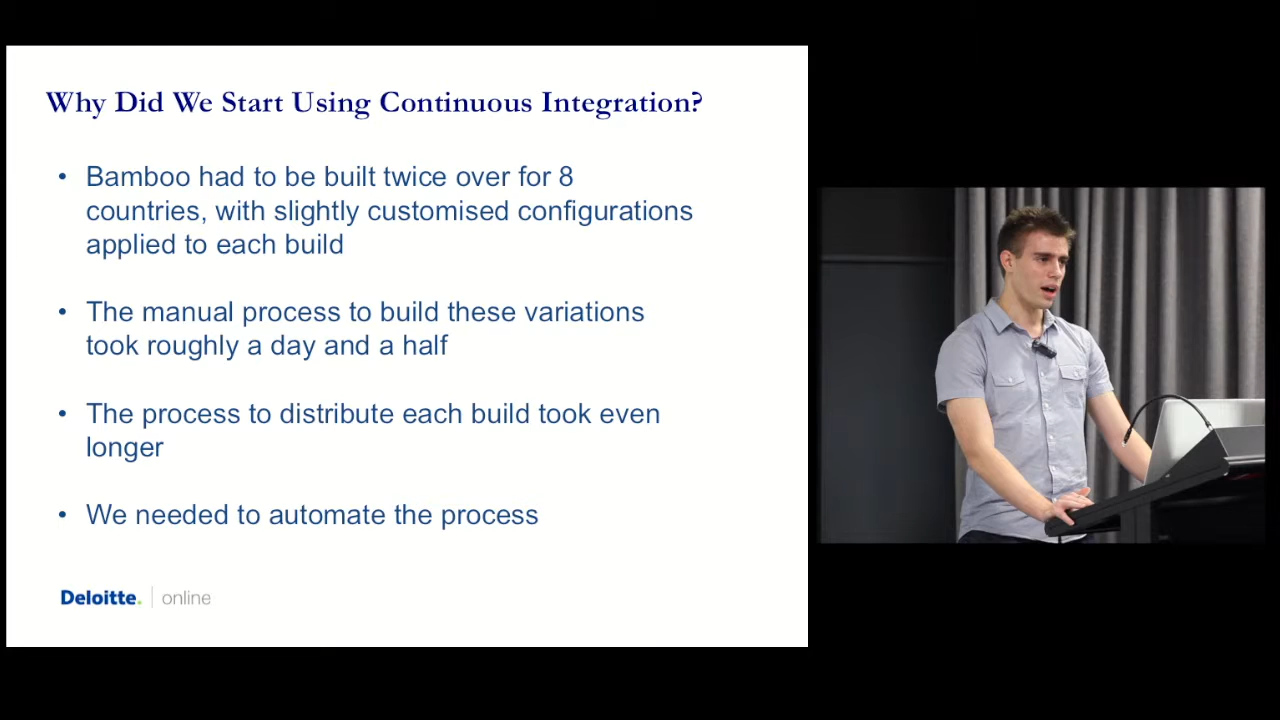 Why Did We Start Using Continuous Integration?
• Bamboo had to be built twice over for 8
countries, with slightly customised configurations
applied to each build
• The manual process to build these variations
took roughly a day and a half
• The process to distribute each build took even
longer
• We needed to automate the process
Deloitte. | online